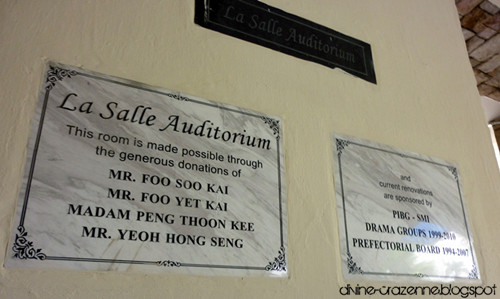 La Salle Auditorium
La Salle Auditorium
This room is made possible through
the generous donations of
MR. FOO SOO KAI
MR. FOO YET KAI
MADAM PENG THOON KEE
MR. YEOH HONG SENG
and
current renovations
are sponsored by
PIBG - SMI
DRAMA GROUPS 1999-2010
PREFECTORIAL BOARD 1994-2007
divine-crazenne.blogspot